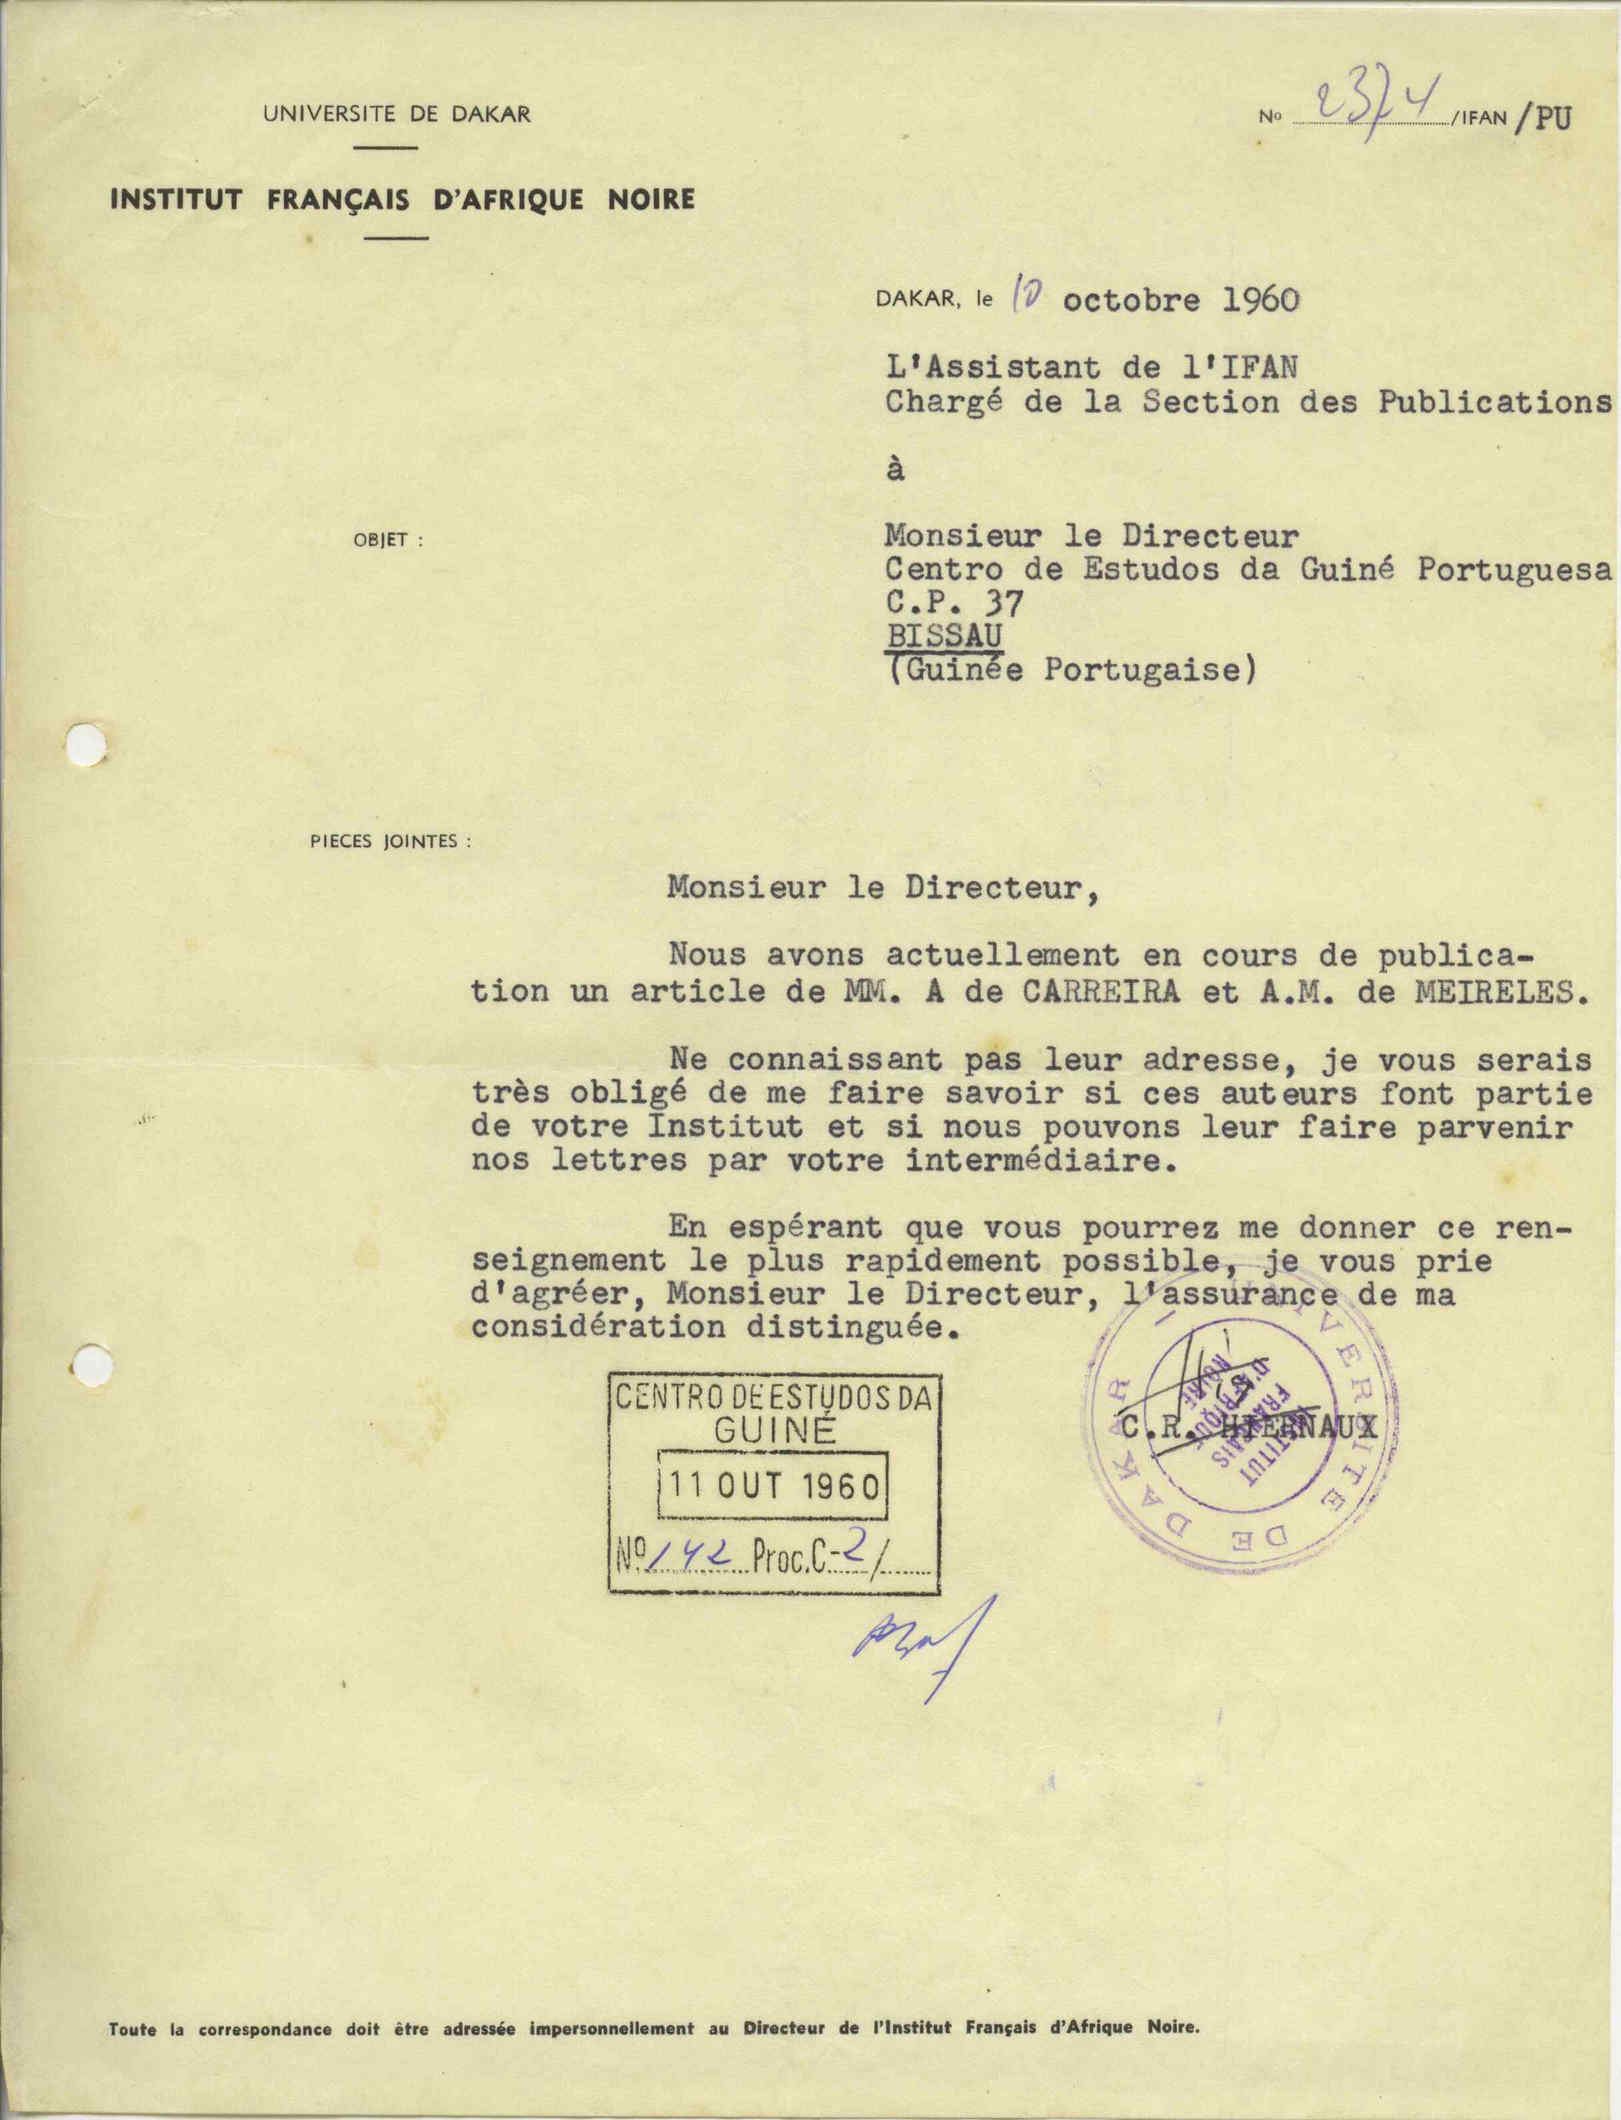 UNIVERSITE DE DAKAR
INSTITUT FRANÇAIS D'AFRIQUE NOIRE
No 2374 /IFAN /PU
DAKAR, le 10 octobre 1960
L'Assistant de l'IFAN
Chargé de la Section des Publications
à
OBJET :
Monsieur le Directeur
Centro de Estudos da Guiné Portuguesa
C.P. 37
BISSAU
(Guinée Portugaise)
PIECES JOINTES :
Monsieur le Directeur,
Nous avons actuellement en cours de publica-
tion un article de MM. A de CARREIRA et A.M. de MEIRELES.
Ne connaissant pas leur adresse, je vous serais
très obligé de me faire savoir si ces auteurs font partie
de votre Institut et si nous pouvons leur faire parvenir
nos lettres par votre intermédiaire.
En espérant que vous pourrez me donner ce ren-
seignement le plus rapidement possible, je vous prie
d'agréer, Monsieur le Directeur, l'assurance de ma
considération distinguée.
UNIVERSITE DE DAKAR
INSTITUT
FRANÇAIS
D'AFRIQUE
NOIRE
C.R. HIERNAUX
CENTRO DE ESTUDOS DA
GUINÉ
11 OUT 1960
Nº 142 Proc. C-2/
Toute la correspondance doit être adressée impersonnellement au Directeur de l'Institut Français d'Afrique Noire.